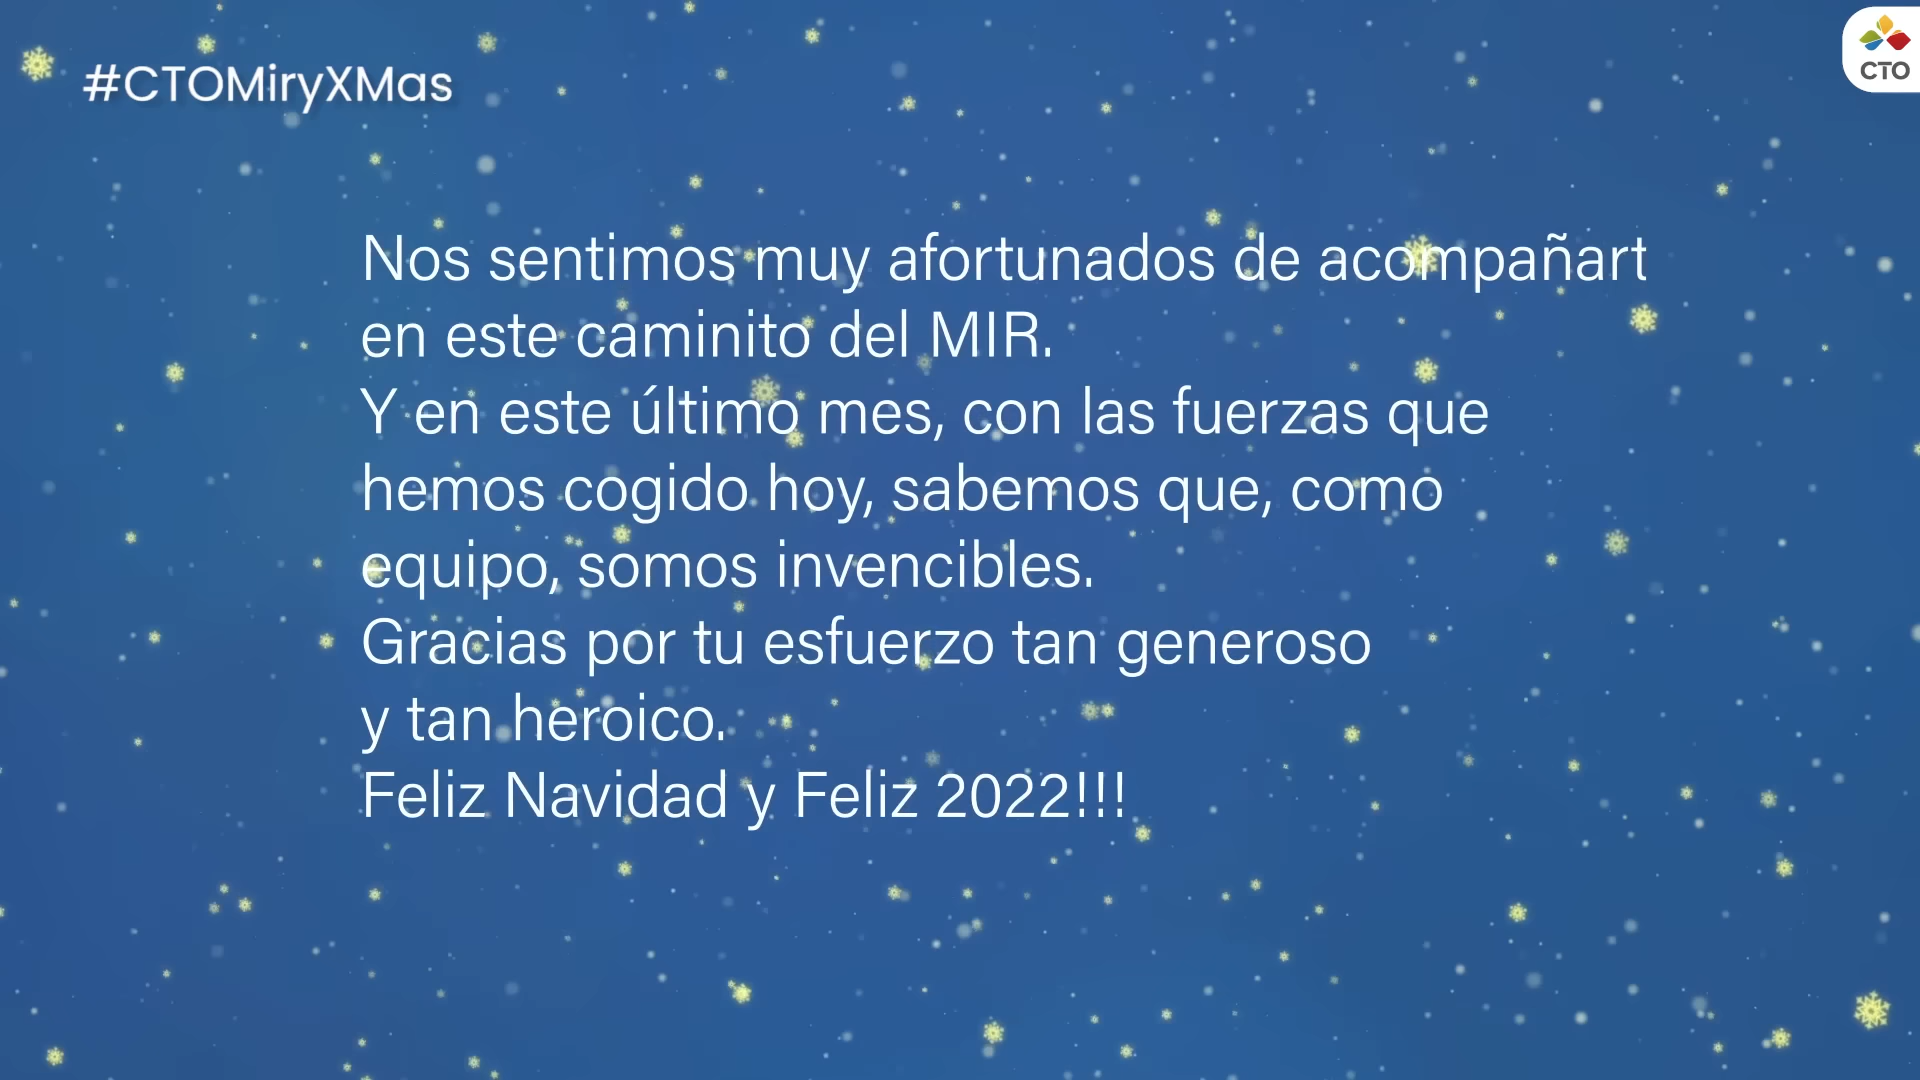 #CTOMiryXMas
CTO
Nos sentimos muy afortunados de acompañart
en este caminito del MIR.
Y en este último mes, con las fuerzas que
hemos cogido hoy, sabemos que, como
equipo, somos invencibles.
Gracias por tu esfuerzo tan generoso
y tan heroico.
Feliz Navidad y Feliz 2022!!!